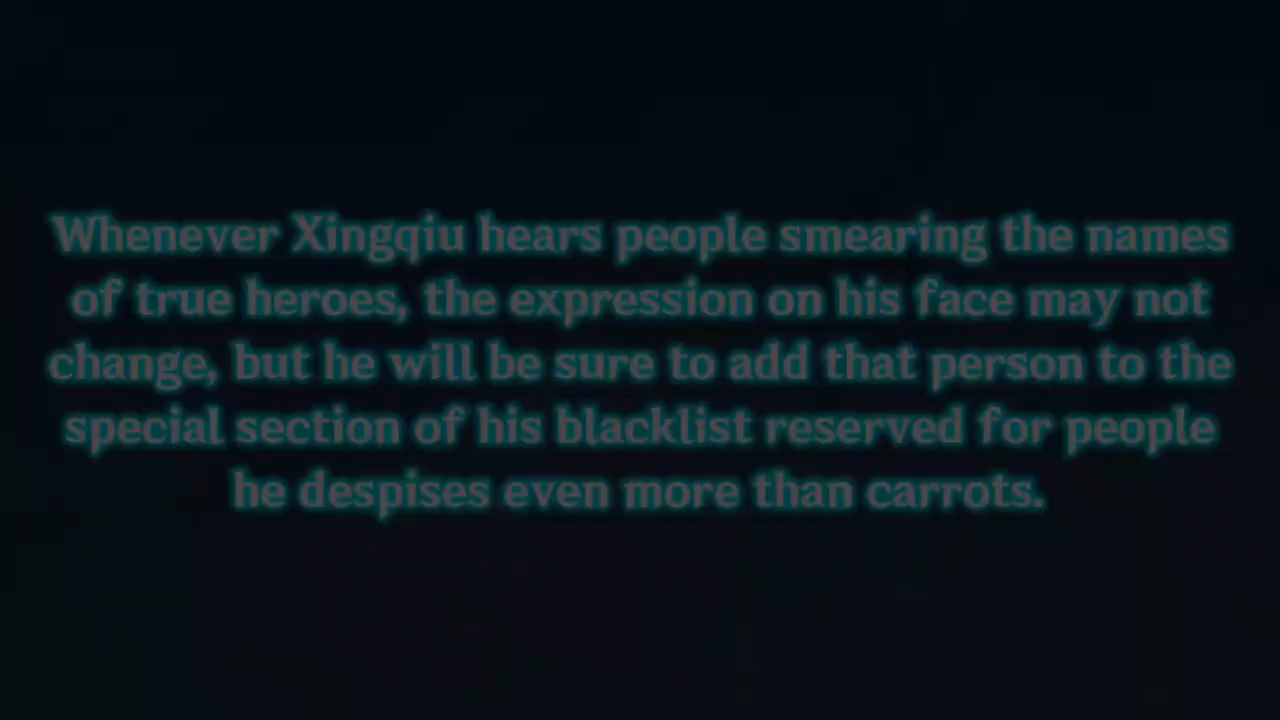 Whenever Xingqiu hears people smearing the names
of true heroes, the expression on his face may not
change, but he will be sure to add that person to the
special section of his blacklist reserved for people
he despises even more than carrots.